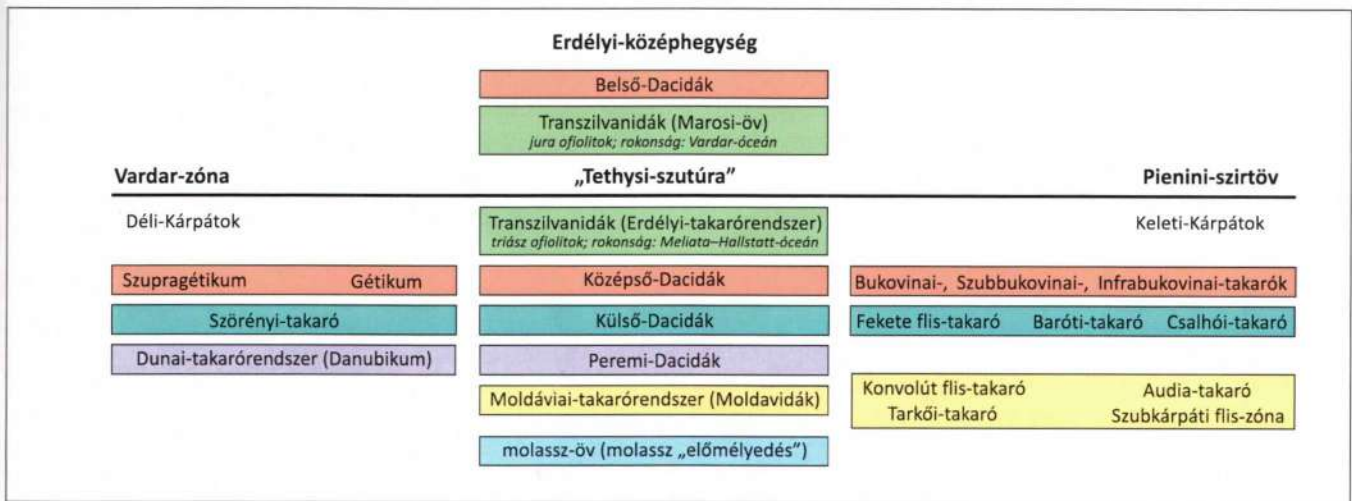 Erdélyi-középhegység
Belső-Dacidák
Transzilvanidák (Marosi-öv)
jura ofiolitok; rokonság: Vardar-óceán
Vardar-zóna „Tethysi-szutúra” Pienini-szirtöv
Déli-Kárpátok Transzilvanidák (Erdélyi-takarórendszer) Keleti-Kárpátok
triász ofiolitok; rokonság: Meliata–Hallstatt-óceán
Szupragétikum Gétikum Középső-Dacidák Bukovinai-, Szubbukovinai-, Infrabukovinai-takarók
Szörényi-takaró Külső-Dacidák Fekete flis-takaró Baróti-takaró Csalhói-takaró
Dunai-takarórendszer (Danubikum) Peremi-Dacidák
Moldáviai-takarórendszer (Moldavidák) Konvolút flis-takaró Audia-takaró
Tarkői-takaró Szubkárpáti flis-zóna
molassz-öv (molassz „előmélyedés”)